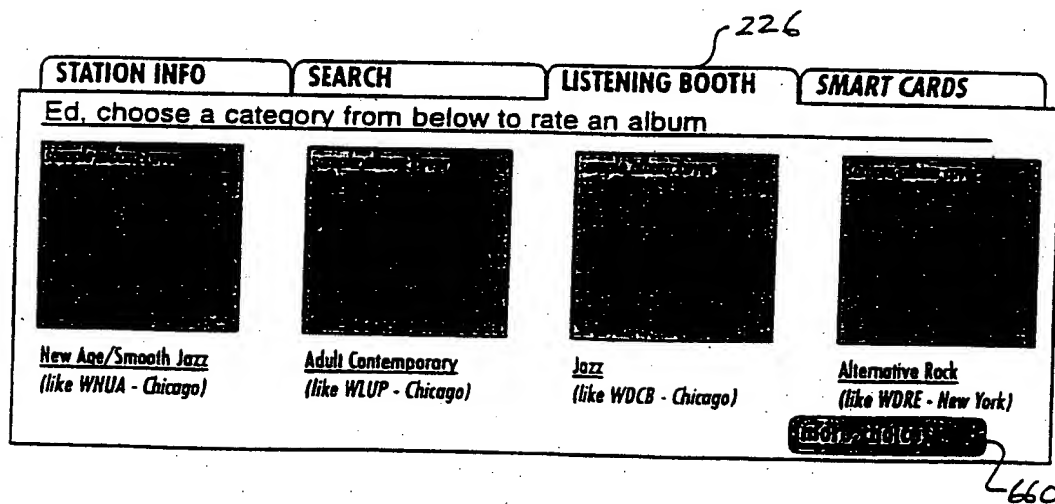 226
STATION INFO SEARCH LISTENING BOOTH SMART CARDS
Ed, choose a category from below to rate an album
New Age/Smooth Jazz Adult Contemporary Jazz Alternative Rock
(like WNUA - Chicago) (like WLUP - Chicago) (like WDCB - Chicago) (like WDRE - New York)
660